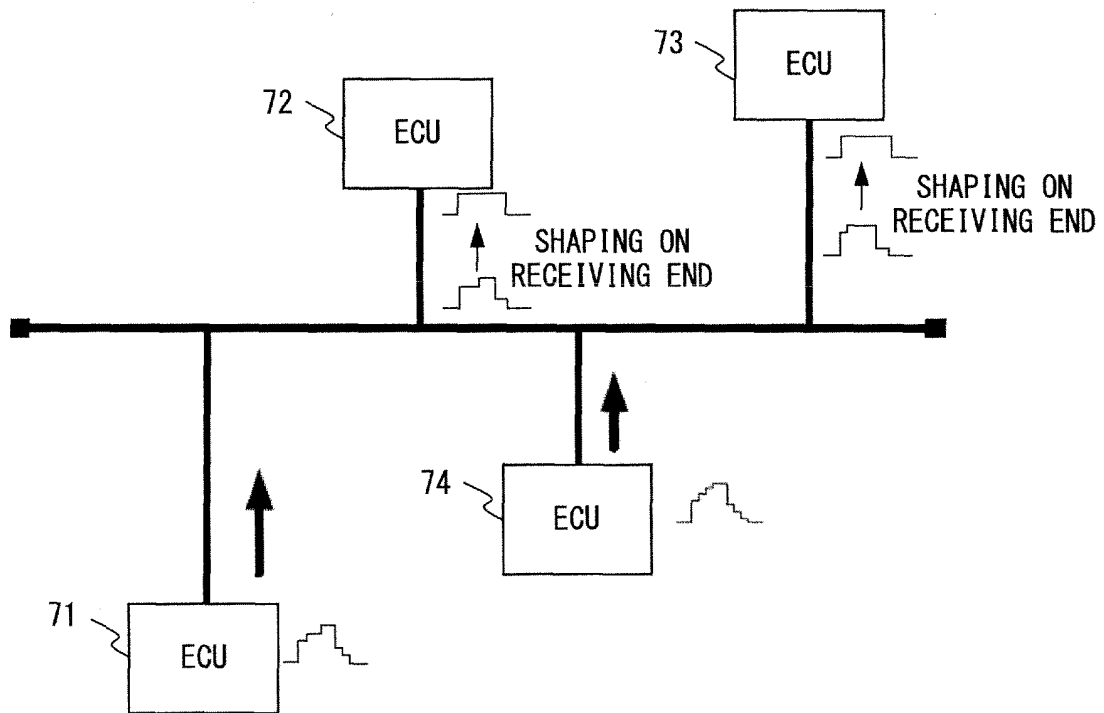 73
ECU
72
ECU
SHAPING ON
RECEIVING END
SHAPING ON
RECEIVING END
74
ECU
71
ECU